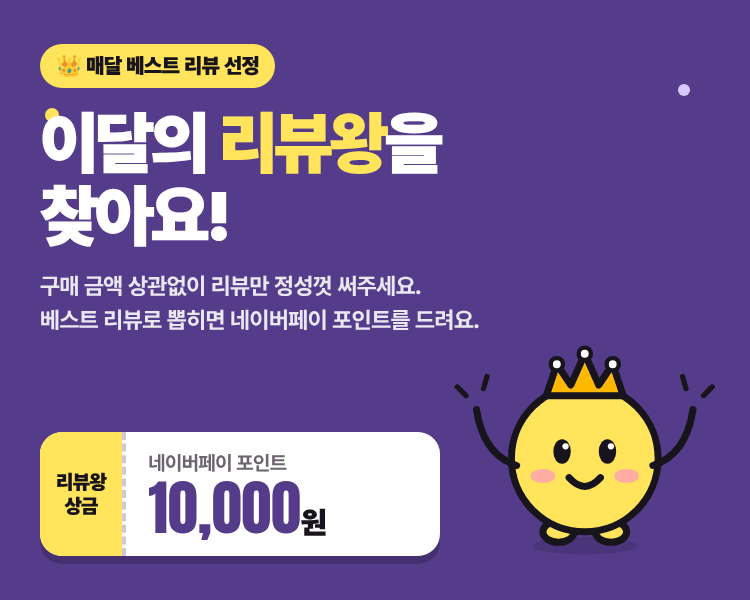 👑 매달 베스트 리뷰 선정
이달의 리뷰왕을
찾아요!
구매 금액 상관없이 리뷰만 정성껏 써주세요.
베스트 리뷰로 뽑히면 네이버페이 포인트를 드려요.
리뷰왕
상금
네이버페이 포인트
10,000원